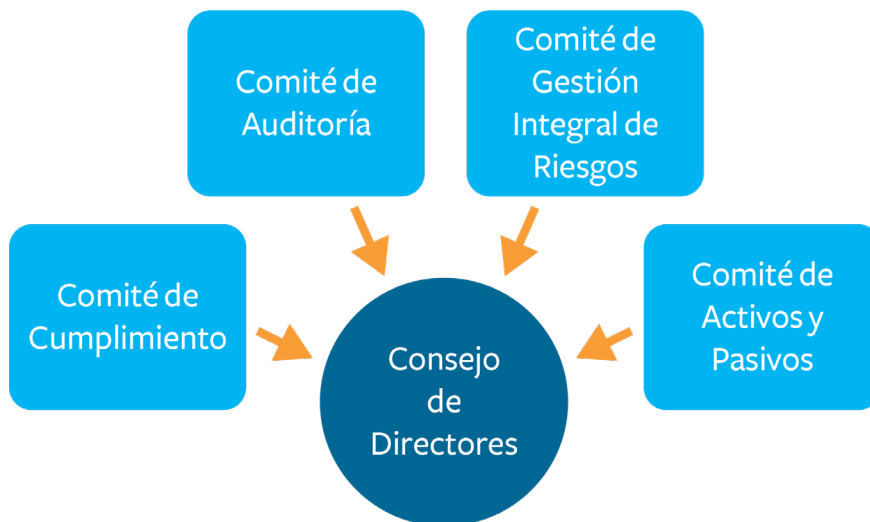 Comité de
Auditoría
Comité de
Gestión
Integral de
Riesgos
Comité de
Cumplimiento
Comité de
Activos y
Pasivos
Consejo
de
Directores